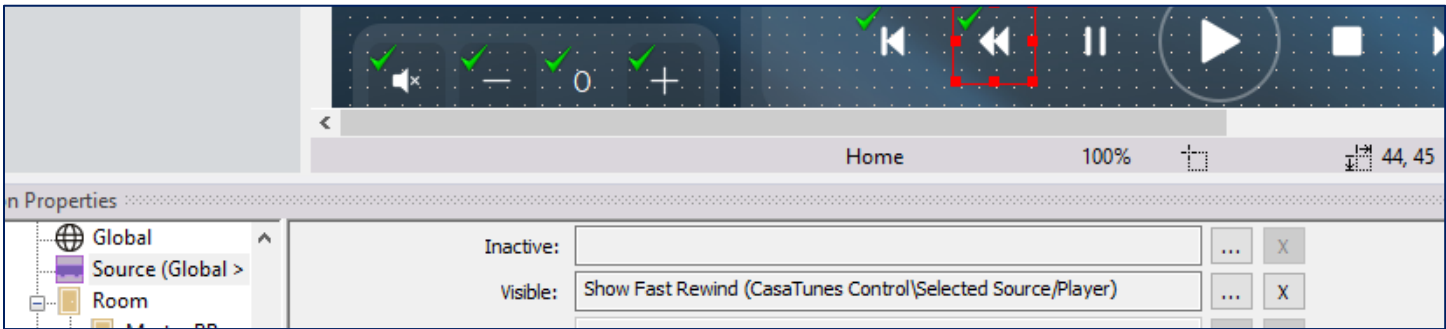 0
Home 100% 44, 45
n Properties
Global
Source (Global >
Room
Inactive:
...
X
Visible: Show Fast Rewind (CasaTunes Control\Selected Source/Player)
...
X